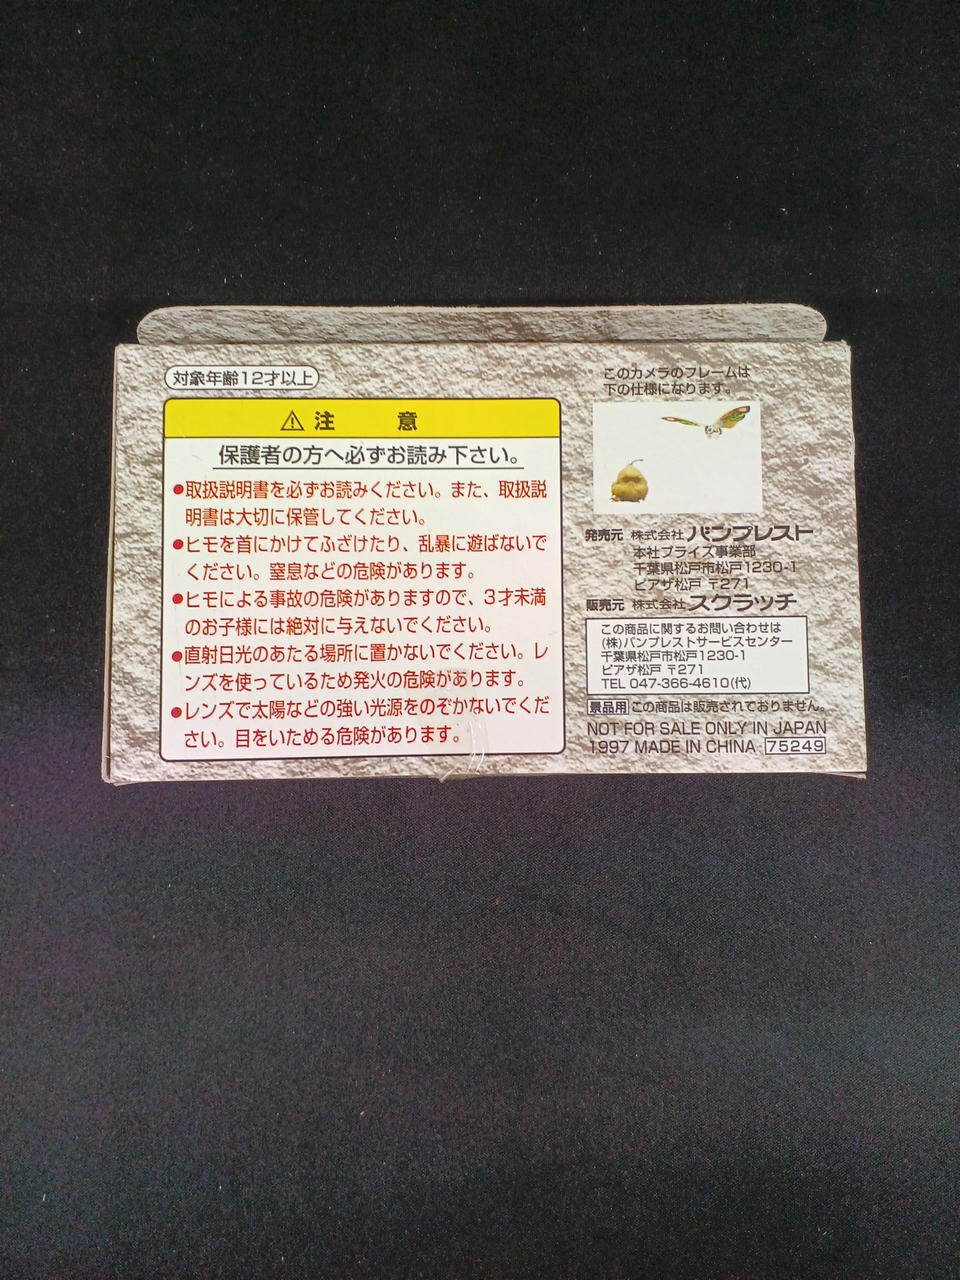 対象年齢12才以上
⚠注 意
保護者の方へ必ずお読み下さい。
●取扱説明書を必ずお読みください。また、取扱説
明書は大切に保管してください。
●ヒモを首にかけてふざけたり、乱暴に遊ばないで
ください。窒息などの危険があります。
●ヒモによる事故の危険がありますので、3才未満
のお子様には絶対に与えないでください。
●直射日光のあたる場所に置かないでください。レ
ンズを使っているため発火の危険があります。
●レンズで太陽などの強い光源をのぞかないでくだ
さい。目をいためる危険があります。
このカメラのフレームは
下の仕様になります。
発売元 株式会社 バンプレスト
本社プライズ事業部
千葉県松戸市松戸1230-1
ピアザ松戸 〒271
販売元 株式会社 スクラッチ
この商品に関するお問い合わせは
(株)バンプレストサービスセンター
千葉県松戸市松戸1230-1
ピアザ松戸 〒271
TEL 047-366-4610(代)
景品用 この商品は販売されておりません。
NOT FOR SALE ONLY IN JAPAN
1997 MADE IN CHINA 75249